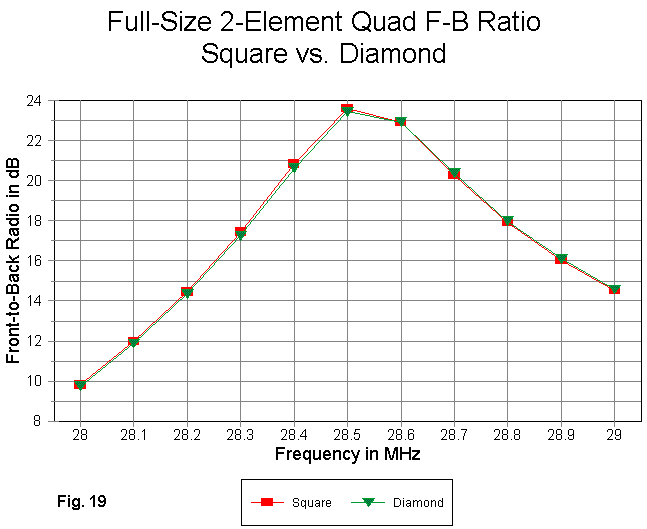 Full-Size 2-Element Quad F-B Ratio
Square vs. Diamond
Front-to-Back Radio in dB
24
22
20
18
16
14
12
10
8
28 28.1 28.2 28.3 28.4 28.5 28.6 28.7 28.8 28.9 29
Frequency in MHz
Fig. 19
Square Diamond